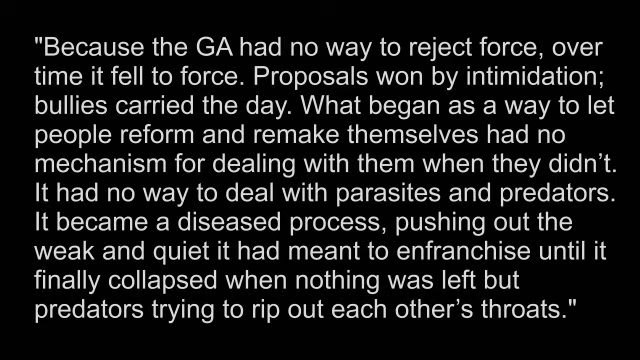 "Because the GA had no way to reject force, over
time it fell to force. Proposals won by intimidation;
bullies carried the day. What began as a way to let
people reform and remake themselves had no
mechanism for dealing with them when they didn’t.
It had no way to deal with parasites and predators.
It became a diseased process, pushing out the
weak and quiet it had meant to enfranchise until it
finally collapsed when nothing was left but
predators trying to rip out each other’s throats."